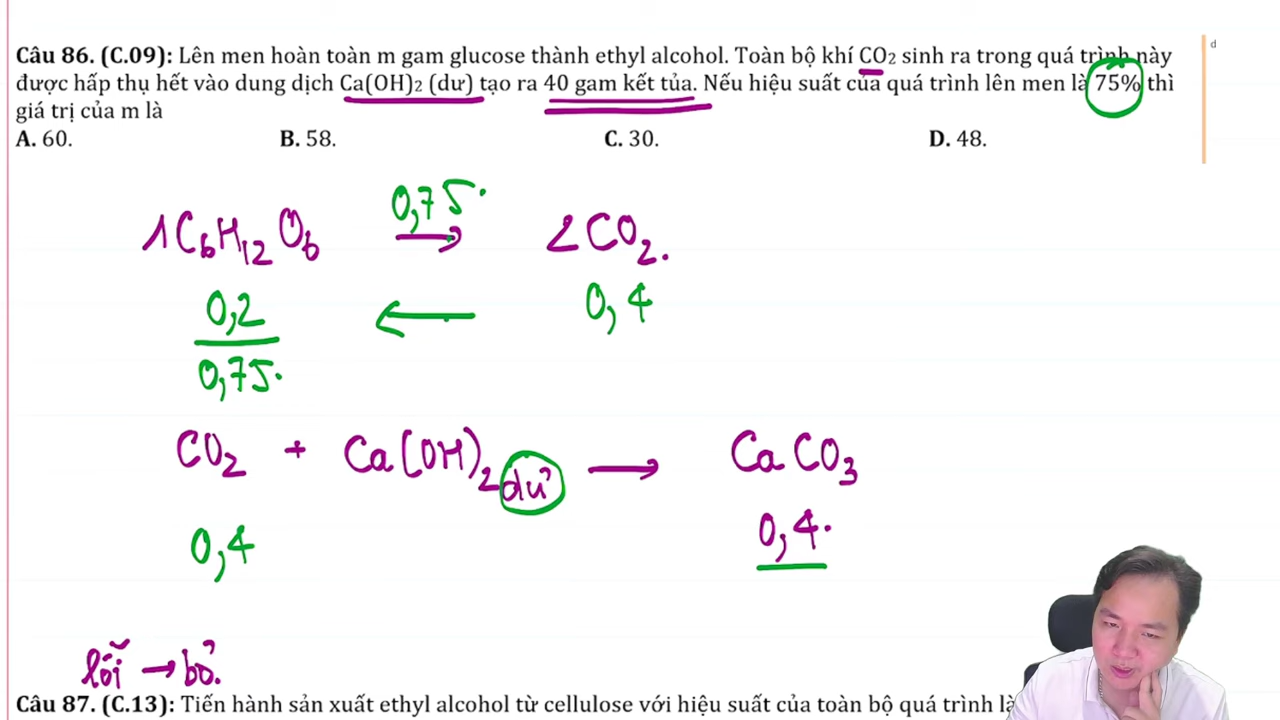 Câu 86. (C.09): Lên men hoàn toàn m gam glucose thành ethyl alcohol. Toàn bộ khí CO₂ sinh ra trong quá trình này
được hấp thụ hết vào dung dịch Ca(OH)₂ (dư) tạo ra 40 gam kết tủa. Nếu hiệu suất của quá trình lên men là 75% thì
giá trị của m là
A. 60. B. 58. C. 30. D. 48.
d
0,75.
1C₆H₁₂O₆ → 2CO₂.
0,2 ← 0,4
0,75.
CO₂ + Ca(OH)₂ dư → CaCO₃
0,4 0,4.
lỗi → bỏ.
Câu 87. (C.13): Tiến hành sản xuất ethyl alcohol từ cellulose với hiệu suất của toàn bộ quá trình là